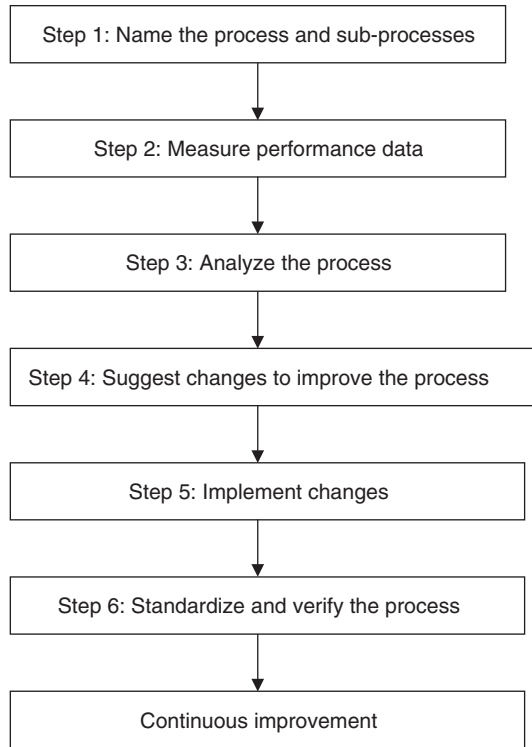 Step 1: Name the process and sub-processes
Step 2: Measure performance data
Step 3: Analyze the process
Step 4: Suggest changes to improve the process
Step 5: Implement changes
Step 6: Standardize and verify the process
Continuous improvement